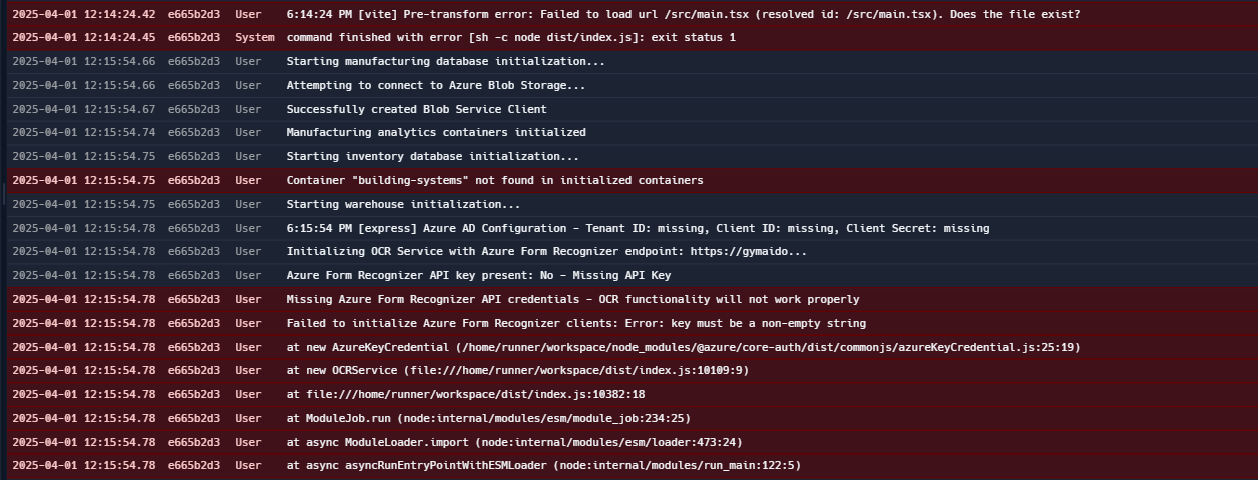 2025-04-01 12:14:24.42 e665b2d3 User 6:14:24 PM [vite] Pre-transform error: Failed to load url /src/main.tsx (resolved id: /src/main.tsx). Does the file exist?
2025-04-01 12:14:24.45 e665b2d3 System command finished with error [sh -c node dist/index.js]: exit status 1
2025-04-01 12:15:54.66 e665b2d3 User Starting manufacturing database initialization...
2025-04-01 12:15:54.66 e665b2d3 User Attempting to connect to Azure Blob Storage...
2025-04-01 12:15:54.67 e665b2d3 User Successfully created Blob Service Client
2025-04-01 12:15:54.74 e665b2d3 User Manufacturing analytics containers initialized
2025-04-01 12:15:54.75 e665b2d3 User Starting inventory database initialization...
2025-04-01 12:15:54.75 e665b2d3 User Container "building-systems" not found in initialized containers
2025-04-01 12:15:54.75 e665b2d3 User Starting warehouse initialization...
2025-04-01 12:15:54.78 e665b2d3 User 6:15:54 PM [express] Azure AD Configuration - Tenant ID: missing, Client ID: missing, Client Secret: missing
2025-04-01 12:15:54.78 e665b2d3 User Initializing OCR Service with Azure Form Recognizer endpoint: https://gymaido...
2025-04-01 12:15:54.78 e665b2d3 User Azure Form Recognizer API key present: No - Missing API Key
2025-04-01 12:15:54.78 e665b2d3 User Missing Azure Form Recognizer API credentials - OCR functionality will not work properly
2025-04-01 12:15:54.78 e665b2d3 User Failed to initialize Azure Form Recognizer clients: Error: key must be a non-empty string
2025-04-01 12:15:54.78 e665b2d3 User at new AzureKeyCredential (/home/runner/workspace/node_modules/@azure/core-auth/dist/commonjs/azureKeyCredential.js:25:19)
2025-04-01 12:15:54.78 e665b2d3 User at new OCRService (file:///home/runner/workspace/dist/index.js:10109:9)
2025-04-01 12:15:54.78 e665b2d3 User at file:///home/runner/workspace/dist/index.js:10382:18
2025-04-01 12:15:54.78 e665b2d3 User at ModuleJob.run (node:internal/modules/esm/module_job:234:25)
2025-04-01 12:15:54.78 e665b2d3 User at async ModuleLoader.import (node:internal/modules/esm/loader:473:24)
2025-04-01 12:15:54.78 e665b2d3 User at async asyncRunEntryPointWithESMLoader (node:internal/modules/run_main:122:5)